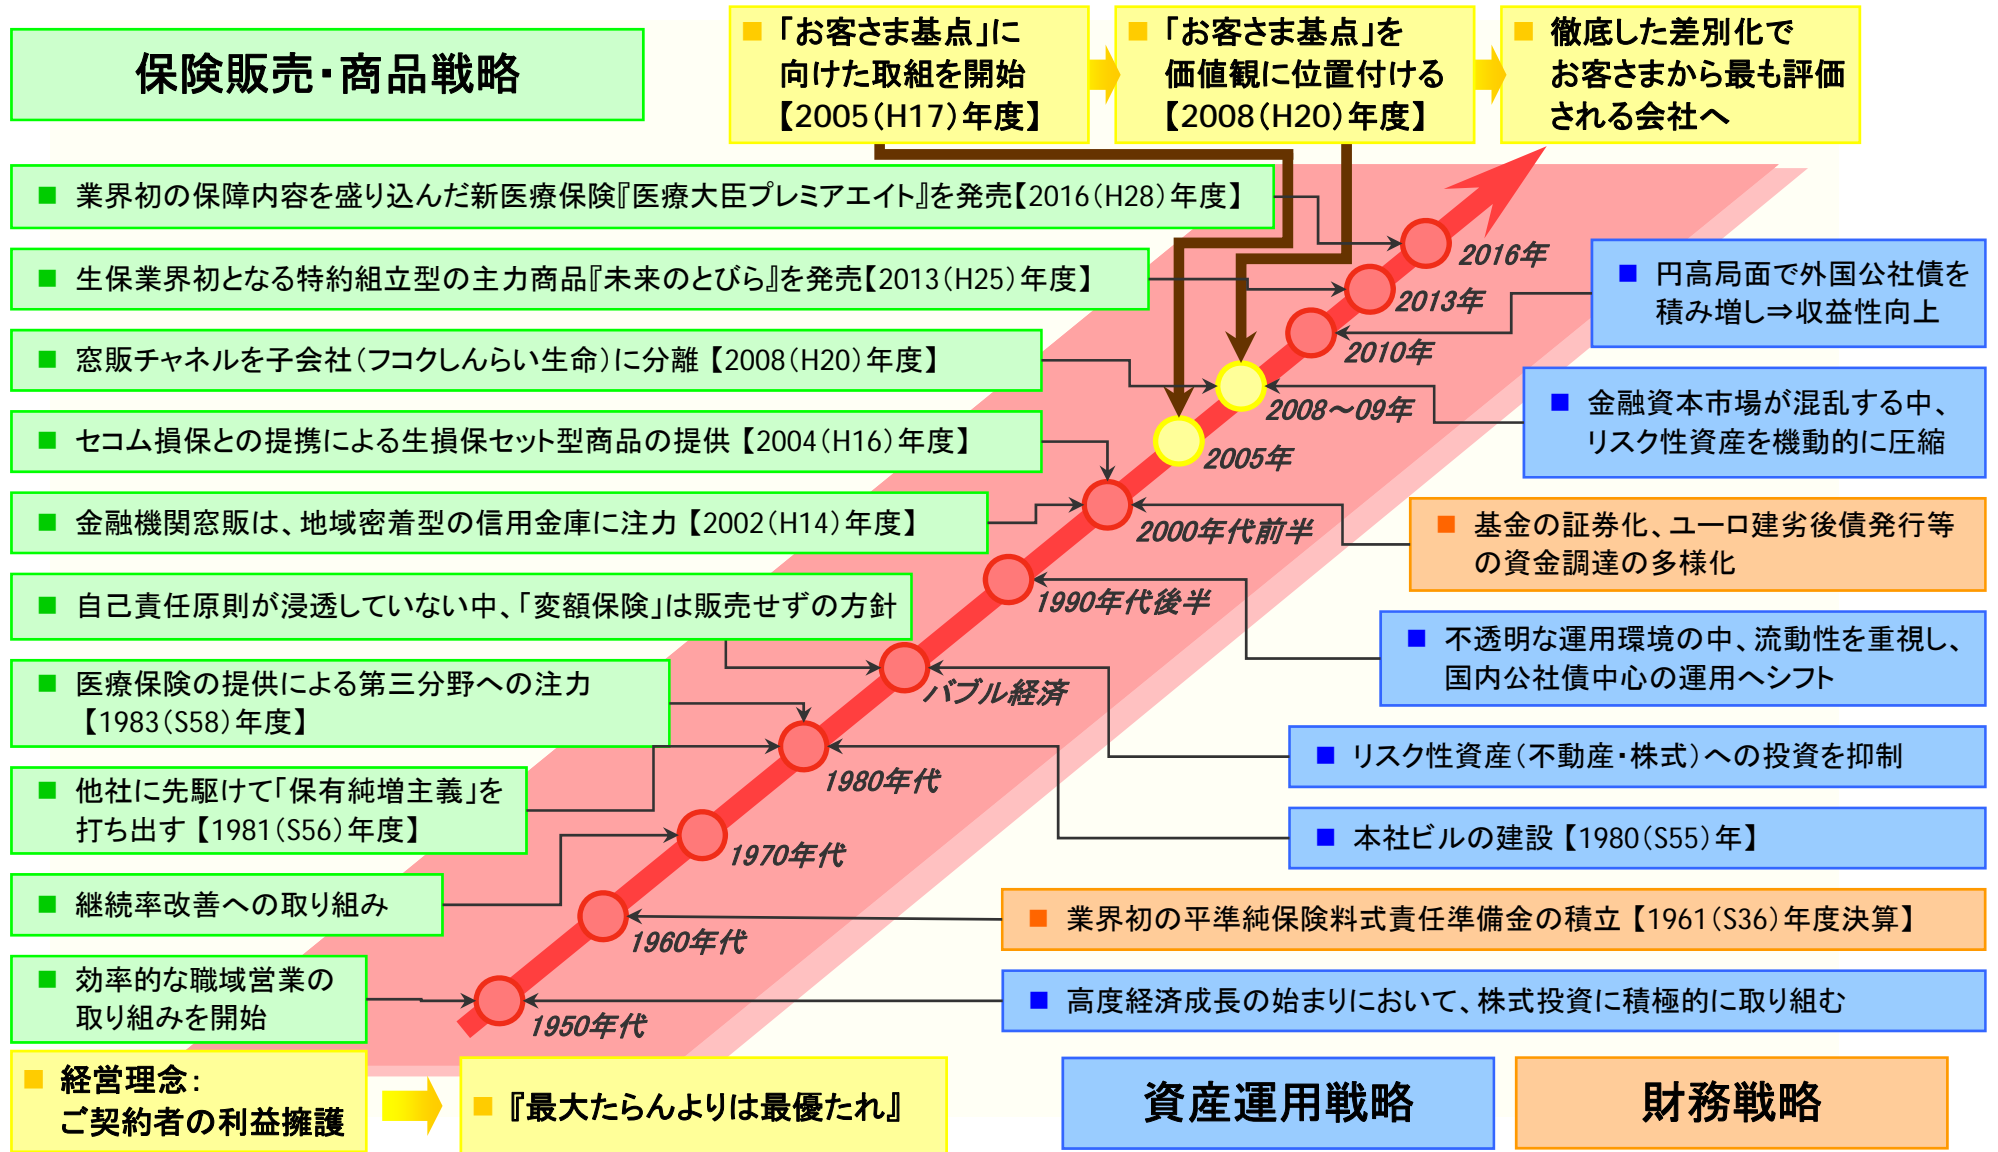 保険販売・商品戦略
■ 「お客さま基点」に
向けた取組を開始
【2005(H17)年度】
■ 「お客さま基点」を
価値観に位置付ける
【2008(H20)年度】
■ 徹底した差別化で
お客さまから最も評価
される会社へ
■ 業界初の保障内容を盛り込んだ新医療保険『医療大臣プレミアエイト』を発売【2016(H28)年度】
■ 生保業界初となる特約組立型の主力商品『未来のとびら』を発売【2013(H25)年度】
■ 窓販チャネルを子会社(フコクしんらい生命)に分離【2008(H20)年度】
■ セコム損保との提携による生損保セット型商品の提供【2004(H16)年度】
■ 金融機関窓販は、地域密着型の信用金庫に注力【2002(H14)年度】
■ 自己責任原則が浸透していない中、「変額保険」は販売せずの方針
■ 医療保険の提供による第三分野への注力
【1983(S58)年度】
■ 他社に先駆けて「保有純増主義」を
打ち出す【1981(S56)年度】
■ 継続率改善への取り組み
■ 効率的な職域営業の
取り組みを開始
2016年
2013年
2010年
2008～09年
2005年
2000年代前半
1990年代後半
バブル経済
1980年代
1970年代
1960年代
1950年代
■ 円高局面で外国公社債を
積み増し⇒収益性向上
■ 金融資本市場が混乱する中、
リスク性資産を機動的に圧縮
■ 基金の証券化、ユーロ建劣後債発行等
の資金調達の多様化
■ 不透明な運用環境の中、流動性を重視し、
国内公社債中心の運用へシフト
■ リスク性資産(不動産・株式)への投資を抑制
■ 本社ビルの建設【1980(S55)年】
■ 業界初の平準純保険料式責任準備金の積立【1961(S36)年度決算】
■ 高度経済成長の始まりにおいて、株式投資に積極的に取り組む
■ 経営理念：
ご契約者の利益擁護
■ 『最大たらんよりは最優たれ』
資産運用戦略
財務戦略